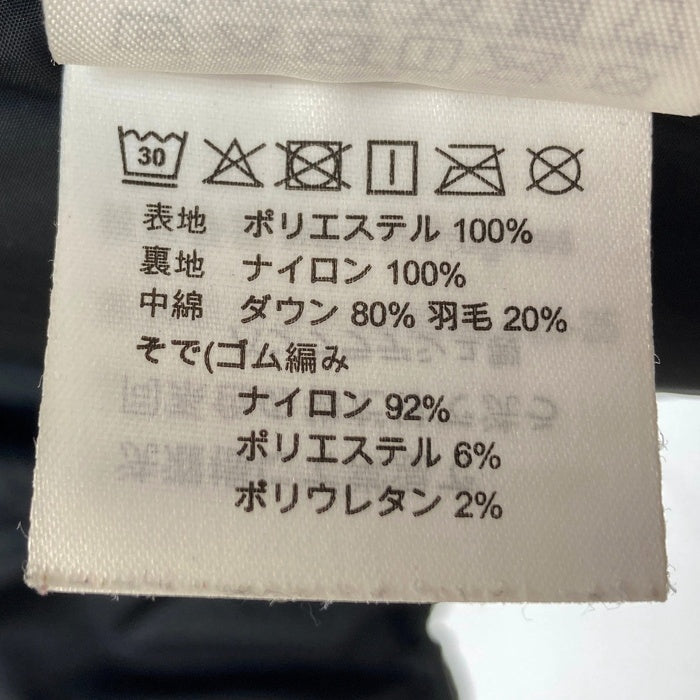 30
表地 ポリエステル 100%
裏地 ナイロン 100%
中綿 ダウン 80% 羽毛 20%
そで(ゴム編み
ナイロン 92%
ポリエステル 6%
ポリウレタン 2%